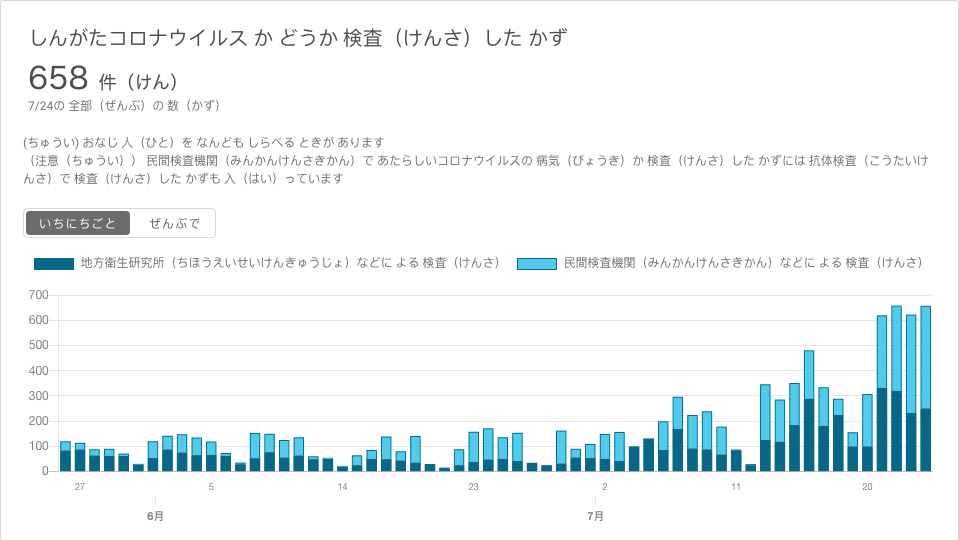 しんがたコロナウイルス か どうか 検査（けんさ）した かず
658 件（けん）
7/24の 全部（ぜんぶ）の 数（かず）
(ちゅうい) おなじ 人（ひと）を なんども しらべる ときが あります
（注意（ちゅうい）） 民間検査機関（みんかんけんさきかん）で あたらしいコロナウイルスの 病気（びょうき）か 検査（けんさ）した かずには 抗体検査（こうたいけ
んさ）で 検査（けんさ）した かずも 入（はい）っています
いちにちごと ぜんぶで
地方衛生研究所（ちほうえいせいけんきゅうじょ）などに よる 検査（けんさ） 民間検査機関（みんかんけんさきかん）などに よる 検査（けんさ）
700
600
500
400
300
200
100
0
27 5 14 23 2 11 20
6月 7月